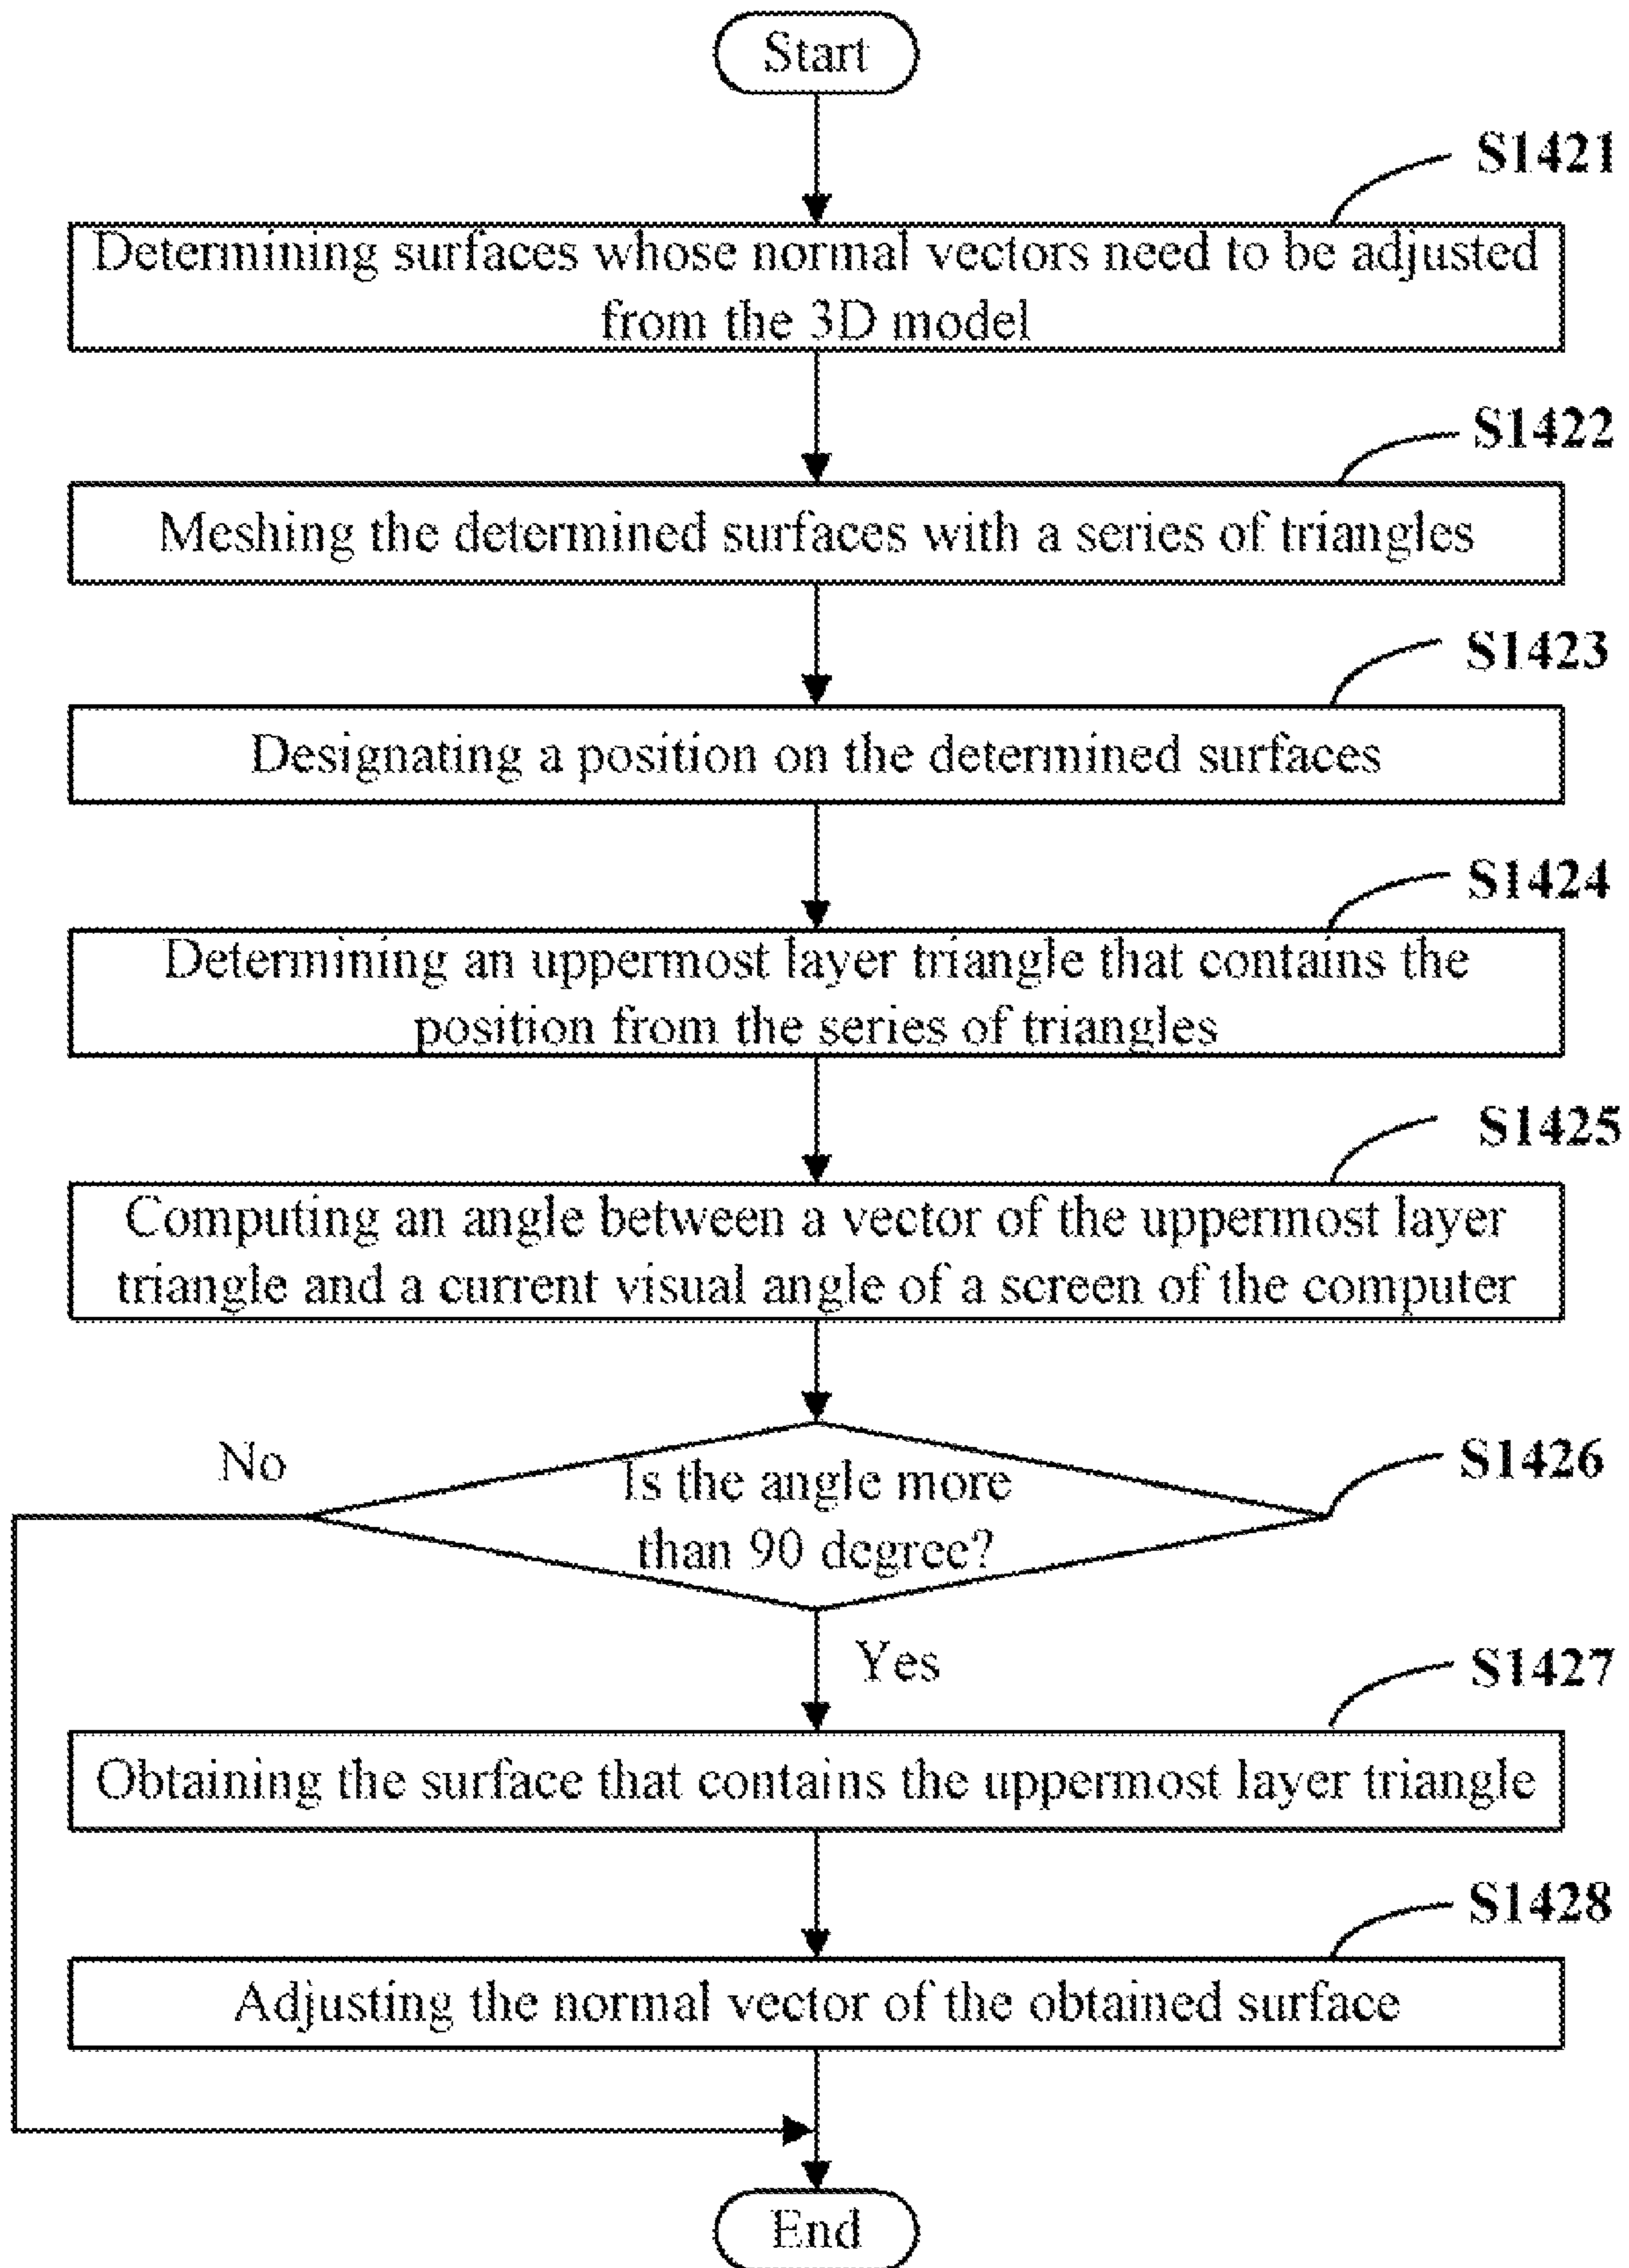 Start
S1421
Determining surfaces whose normal vectors need to be adjusted
from the 3D model
S1422
Meshing the determined surfaces with a series of triangles
S1423
Designating a position on the determined surfaces
S1424
Determining an uppermost layer triangle that contains the
position from the series of triangles
S1425
Computing an angle between a vector of the uppermost layer
triangle and a current visual angle of a screen of the computer
No
S1426
Is the angle more
than 90 degree?
Yes
S1427
Obtaining the surface that contains the uppermost layer triangle
S1428
Adjusting the normal vector of the obtained surface
End